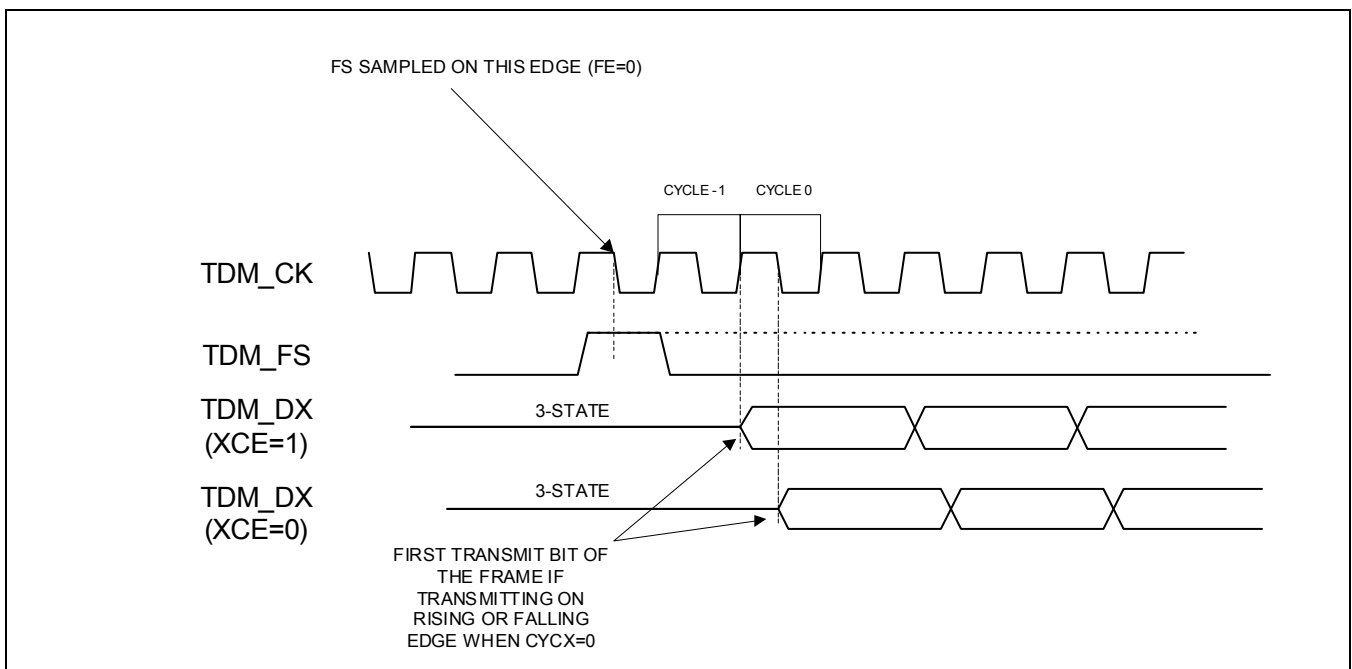 FS SAMPLED ON THIS EDGE (FE=0)
CYCLE -1 CYCLE 0
TDM_CK
TDM_FS
TDM_DX
(XCE=1)
3-STATE
TDM_DX
(XCE=0)
3-STATE
FIRST TRANSMIT BIT OF
THE FRAME IF
TRANSMITTING ON
RISING OR FALLING
EDGE WHEN CYCX=0